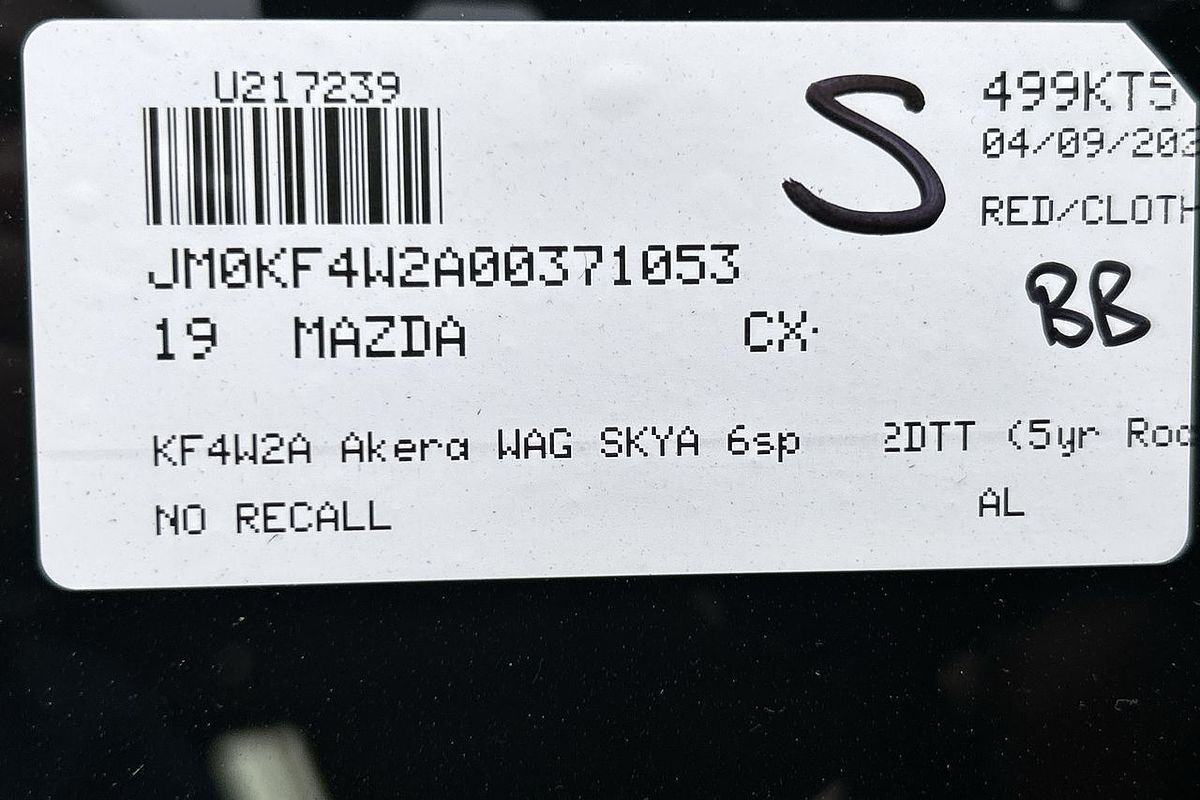 U217239
S
499KT5
04/09/202
RED/CLOTH
JM0KF4W2A00371053
BB
19 MAZDA CX-
KF4W2A Akera WAG SKYA 6sp 2DTT (5yr Roa
NO RECALL
AL